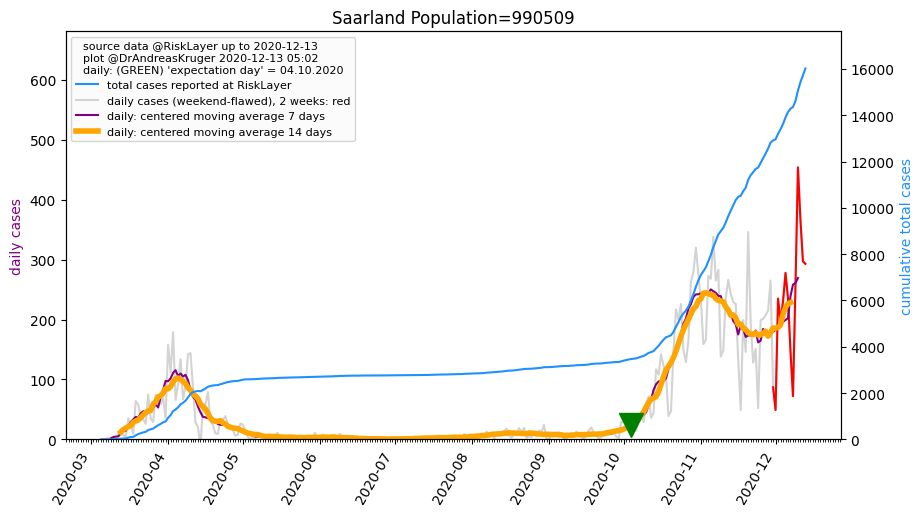 Saarland Population=990509
source data @RiskLayer up to 2020-12-13
plot @DrAndreasKruger 2020-12-13 05:02
daily: (GREEN) 'expectation day' = 04.10.2020
total cases reported at RiskLayer
daily cases (weekend-flawed), 2 weeks: red
daily: centered moving average 7 days
daily: centered moving average 14 days
daily cases
600
500
400
300
200
100
0
cumulative total cases
16000
14000
12000
10000
8000
6000
4000
2000
0
2020-03
2020-04
2020-05
2020-06
2020-07
2020-08
2020-09
2020-10
2020-11
2020-12